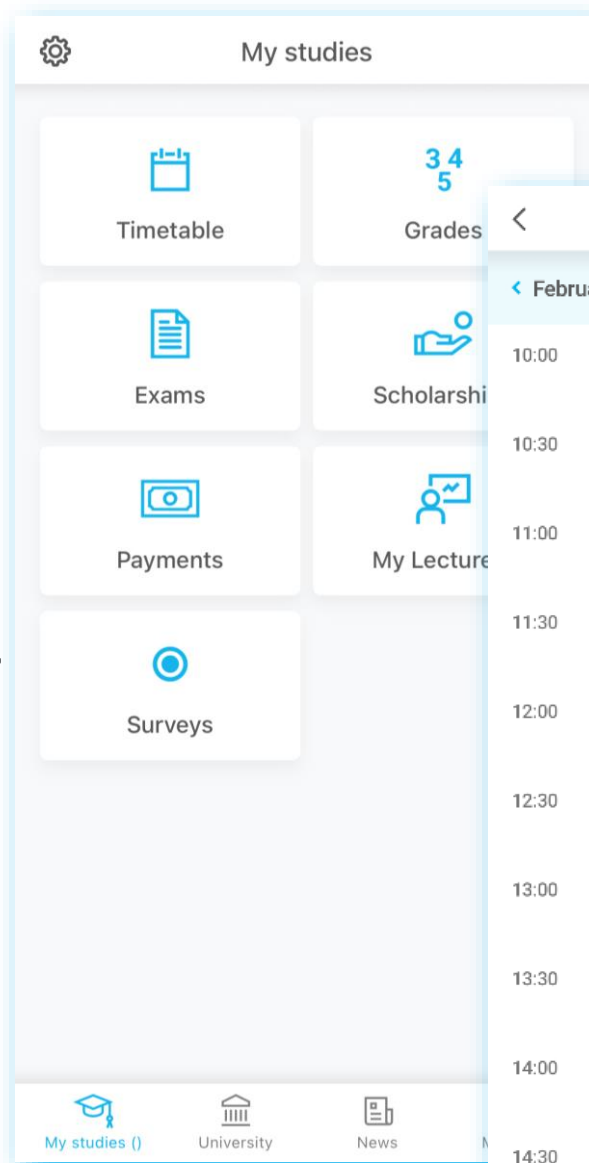 My studies
Timetable
3 4
5
Grades
Exams
Scholarshi
Payments
My Lecture
Surveys
My studies ()
University
News
Februa
10:00
10:30
11:00
11:30
12:00
12:30
13:00
13:30
14:00
14:30